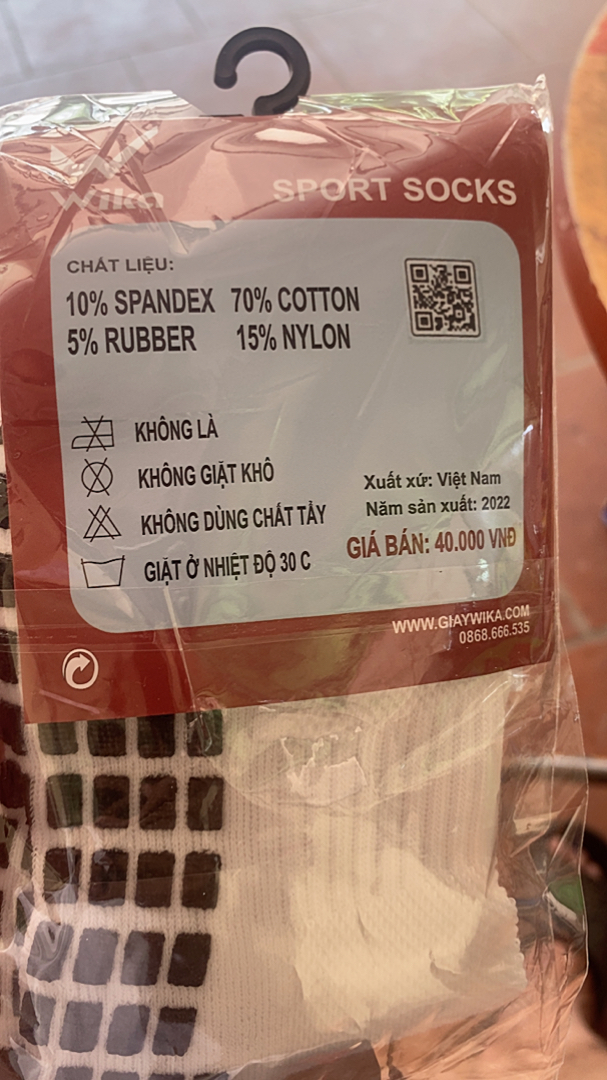 Wika
SPORT SOCKS
CHẤT LIỆU:
10% SPANDEX 70% COTTON
5% RUBBER 15% NYLON
KHÔNG LÀ
KHÔNG GIẶT KHÔ
KHÔNG DÙNG CHẤT TẨY
GIẶT Ở NHIỆT ĐỘ 30 C
Xuất xứ: Việt Nam
Năm sản xuất: 2022
GIÁ BÁN: 40.000 VNĐ
WWW.GIAYWIKA.COM
0868.666.535